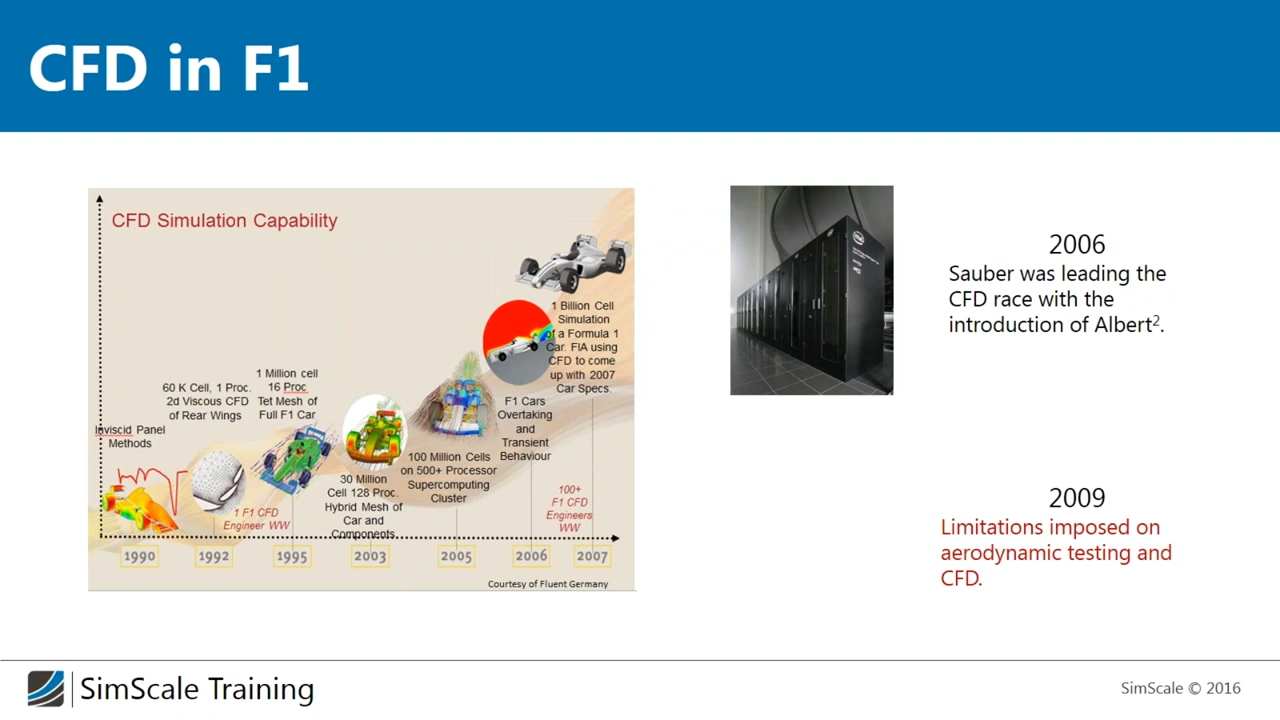 CFD in F1
CFD Simulation Capability
Inviscid Panel
Methods
60 K Cell, 1 Proc.
2d Viscous CFD
of Rear Wings
1 Million cell
16 Proc
Tet Mesh of
Full F1 Car
1 F1 CFD
Engineer WW
30 Million
Cell 128 Proc.
Hybrid Mesh of
Car and
Components
100 Million Cells
on 500+ Processor
Supercomputing
Cluster
F1 Cars
Overtaking
and
Transient
Behaviour
1 Billion Cell
Simulation
of a Formula 1
Car. FIA using
CFD to come
up with 2007
Car Specs.
100+
F1 CFD
Engineers
WW
1990
1992
1995
2003
2005
2006
2007
Courtesy of Fluent Germany
2006
Sauber was leading the
CFD race with the
introduction of Albert².
2009
Limitations imposed on
aerodynamic testing and
CFD.
SimScale Training
SimScale © 2016